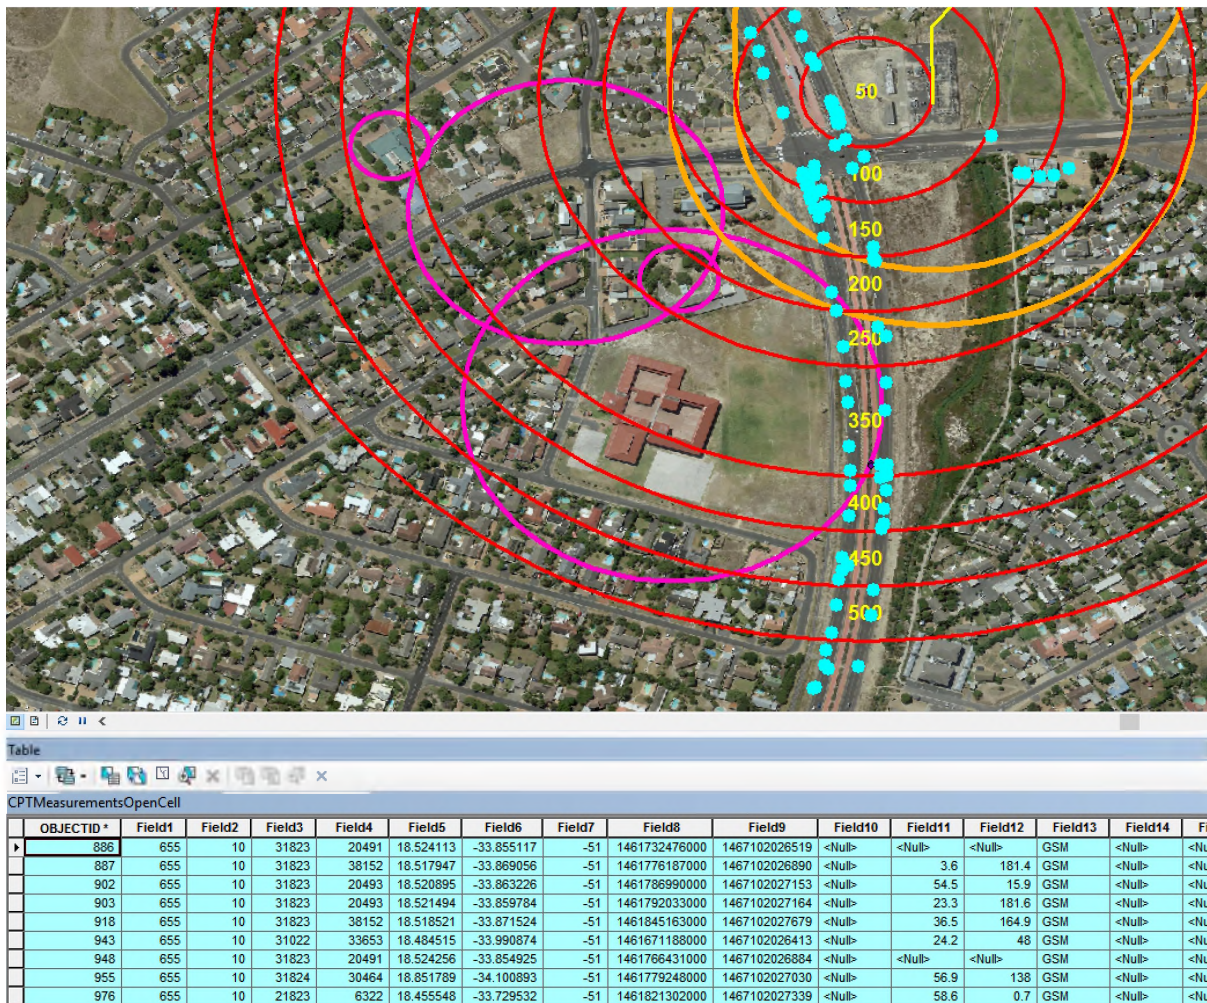 50
100
150
200
250
350
400
450
500
Table
CPTMeasurementsOpenCell
OBJECTID * Field1 Field2 Field3 Field4 Field5 Field6 Field7 Field8 Field9 Field10 Field11 Field12 Field13 Field14
886 655 10 31823 20491 18.524113 -33.855117 -51 1461732476000 1467102026519 <Null> <Null> <Null> GSM <Null> <Nul
887 655 10 31823 38152 18.517947 -33.869056 -51 1461776187000 1467102026890 <Null> 3.6 181.4 GSM <Null> <Nul
902 655 10 31823 20493 18.520895 -33.863226 -51 1461786990000 1467102027153 <Null> 54.5 15.9 GSM <Null> <Nul
903 655 10 31823 20493 18.521494 -33.859784 -51 1461792033000 1467102027164 <Null> 23.3 181.6 GSM <Null> <Nul
918 655 10 31823 38152 18.518521 -33.871524 -51 1461845163000 1467102027679 <Null> 36.5 164.9 GSM <Null> <Nul
943 655 10 31022 33653 18.484515 -33.990874 -51 1461671188000 1467102026413 <Null> 24.2 48 GSM <Null> <Nul
948 655 10 31823 20491 18.524256 -33.854925 -51 1461766431000 1467102026884 <Null> <Null> <Null> GSM <Null> <Nul
955 655 10 31824 30464 18.851789 -34.100893 -51 1461779248000 1467102027030 <Null> 56.9 138 GSM <Null> <Nul
976 655 10 21823 6322 18.455548 -33.729532 -51 1461821302000 1467102027339 <Null> 58.6 0.7 GSM <Null> <Nul